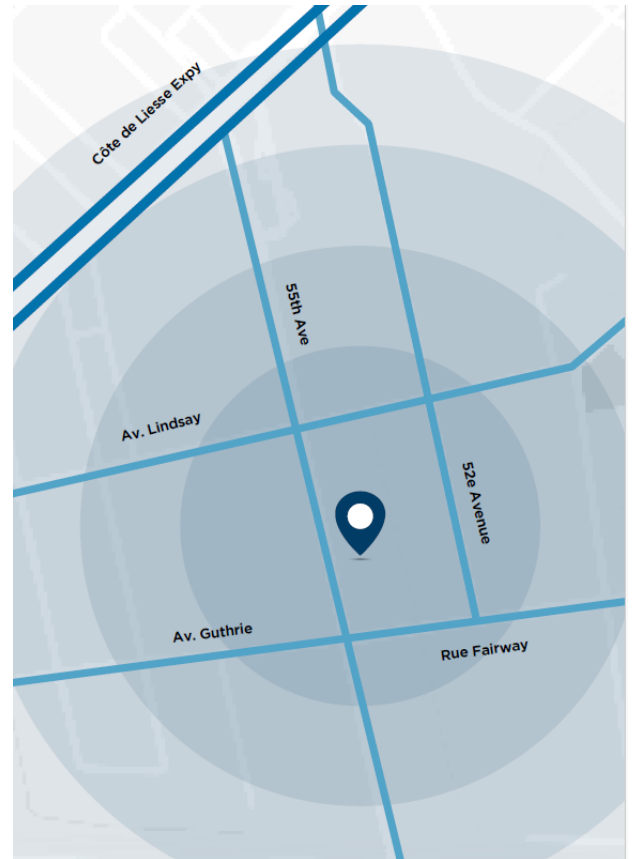 Côte de Liesse Expy
55th Ave
Av. Lindsay
52e Avenue
Av. Guthrie
Rue Fairway